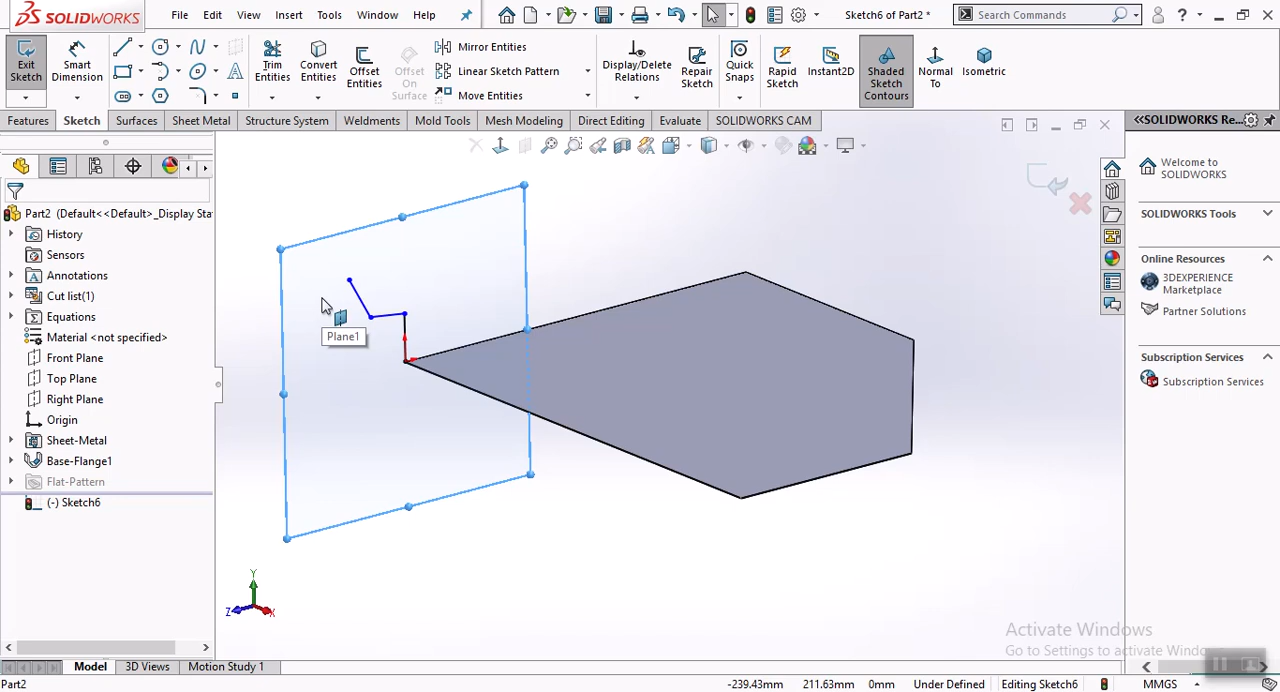 SOLIDWORKS
File Edit View Insert Tools Window Help
Sketch6 of Part2 *
Search Commands
Exit Sketch
Smart Dimension
Trim Entities
Convert Entities
Offset Entities
Offset On Surface
Mirror Entities
Linear Sketch Pattern
Move Entities
Display/Delete Relations
Repair Sketch
Quick Snaps
Rapid Sketch
Instant2D
Shaded Sketch Contours
Normal To
Isometric
Features Sketch Surfaces Sheet Metal Structure System Weldments Mold Tools Mesh Modeling Direct Editing Evaluate SOLIDWORKS CAM
SOLIDWORKS Re...
Part2 (Default<<Default>_Display Sta
History
Sensors
Annotations
Cut list(1)
Equations
Material <not specified>
Front Plane
Top Plane
Right Plane
Origin
Sheet-Metal
Base-Flange1
Flat-Pattern
(-) Sketch6
Plane1
Y
Z
X
Welcome to
SOLIDWORKS
SOLIDWORKS Tools
Online Resources
3DEXPERIENCE
Marketplace
Partner Solutions
Subscription Services
Subscription Services
Activate Windows
Go to Settings to activate Windows.
Model 3D Views Motion Study 1
Part2
-239.43mm 211.63mm 0mm Under Defined Editing Sketch6 MMGS